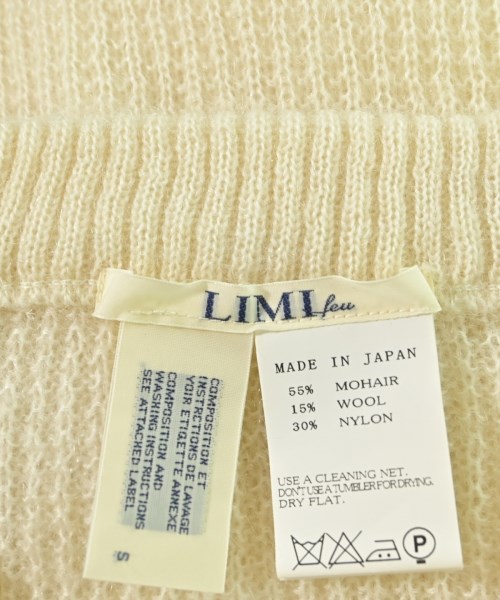 LIMI feu
MADE IN JAPAN
55% MOHAIR
15% WOOL
30% NYLON
USE A CLEANING NET.
DON'T USE A TUMBLER FOR DRYING.
DRY FLAT.
P
COMPOSITION ET
INSTRUCTIONS DE LAVAGE
VOIR ETIQUETTE ANNEXE
COMPOSITION AND
WASHING INSTRUCTIONS
SEE ATTACHED LABEL
S